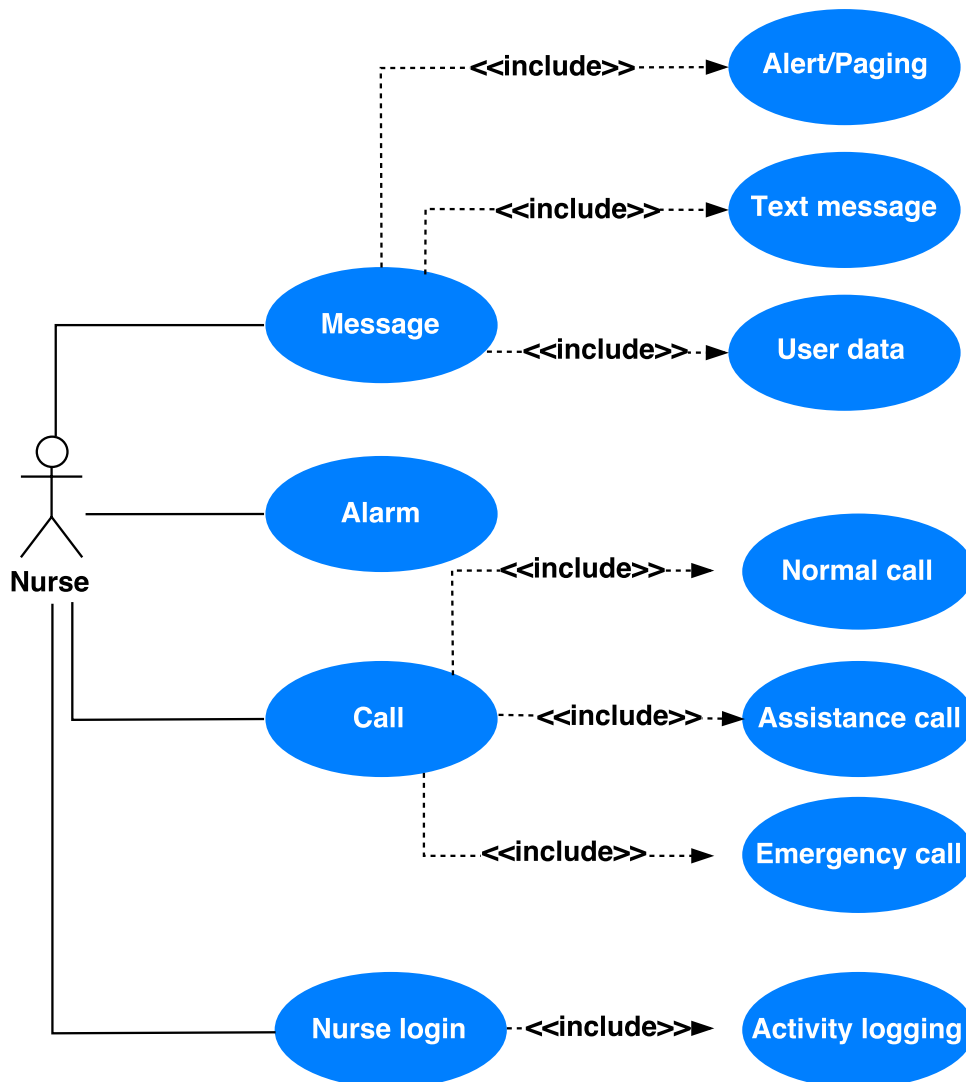 <<include>>
Alert/Paging
<<include>>
Text message
Message
<<include>>
User data
Alarm
Nurse
<<include>>
Normal call
Call
<<include>>
Assistance call
<<include>>
Emergency call
Nurse login
<<include>>
Activity logging